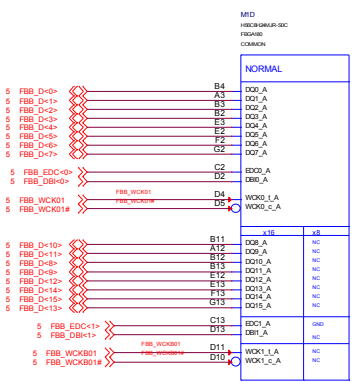 M1D
FBGA180
COMMON
NORMAL
5 FBB_D<0> B4 DQ0_A
5 FBB_D<1> A3 DQ1_A
5 FBB_D<2> B3 DQ2_A
5 FBB_D<3> B2 DQ3_A
5 FBB_D<4> E3 DQ4_A
5 FBB_D<5> E2 DQ5_A
5 FBB_D<6> F2 DQ6_A
5 FBB_D<7> G2 DQ7_A
5 FBB_EDC<0> C2 EDC0_A
5 FBB_DBI<0> D2 DBI0_A
FBB_WCK01
5 FBB_WCK01 D4 WCK0_t_A
FBB_WCK01#
5 FBB_WCK01# D5 WCK0_c_A
x16 x8
5 FBB_D<10> B11 DQ8_A NC
5 FBB_D<11> A12 DQ9_A NC
5 FBB_D<8> B12 DQ10_A NC
5 FBB_D<9> B13 DQ11_A NC
5 FBB_D<12> E12 DQ12_A NC
5 FBB_D<14> E13 DQ13_A NC
5 FBB_D<15> F13 DQ14_A NC
5 FBB_D<13> G13 DQ15_A NC
5 FBB_EDC<1> C13 EDC1_A GND
5 FBB_DBI<1> D13 DBI1_A NC
FBB_WCKB01
5 FBB_WCKB01 D11 WCK1_t_A NC
FBB_WCKB01#
5 FBB_WCKB01# D10 WCK1_c_A NC